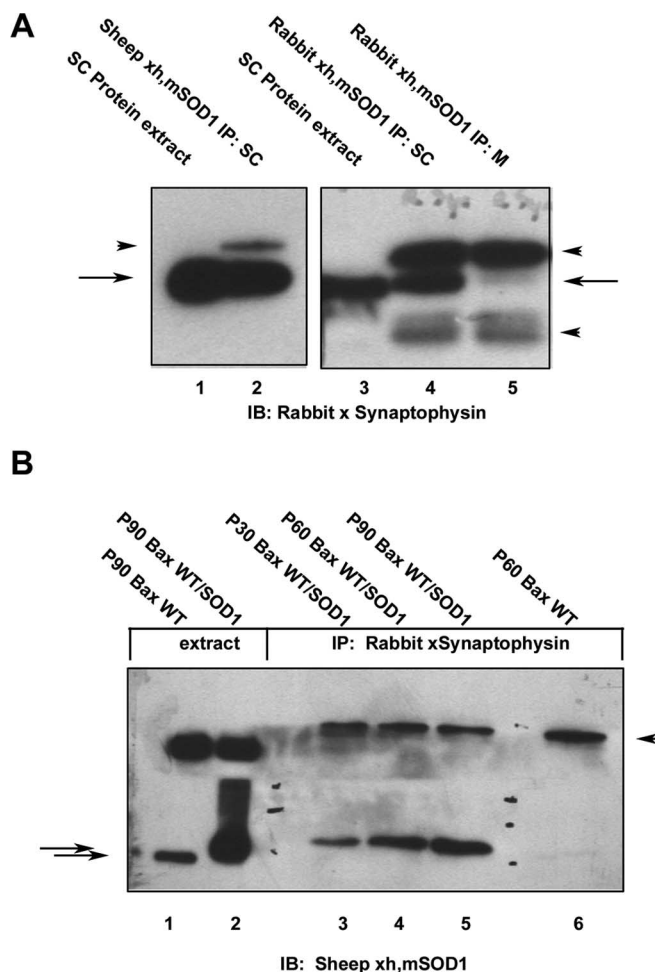 A
Sheep xh,mSOD1 IP: SC
SC Protein extract
Rabbit xh,mSOD1 IP: M
Rabbit xh,mSOD1 IP: SC
SC Protein extract
1 2 3 4 5
IB: Rabbit x Synaptophysin
B
P90 Bax WT/SOD1
P90 Bax WT
P90 Bax WT/SOD1
P60 Bax WT/SOD1
P30 Bax WT/SOD1
P60 Bax WT
extract IP: Rabbit xSynaptophysin
1 2 3 4 5 6
IB: Sheep xh,mSOD1